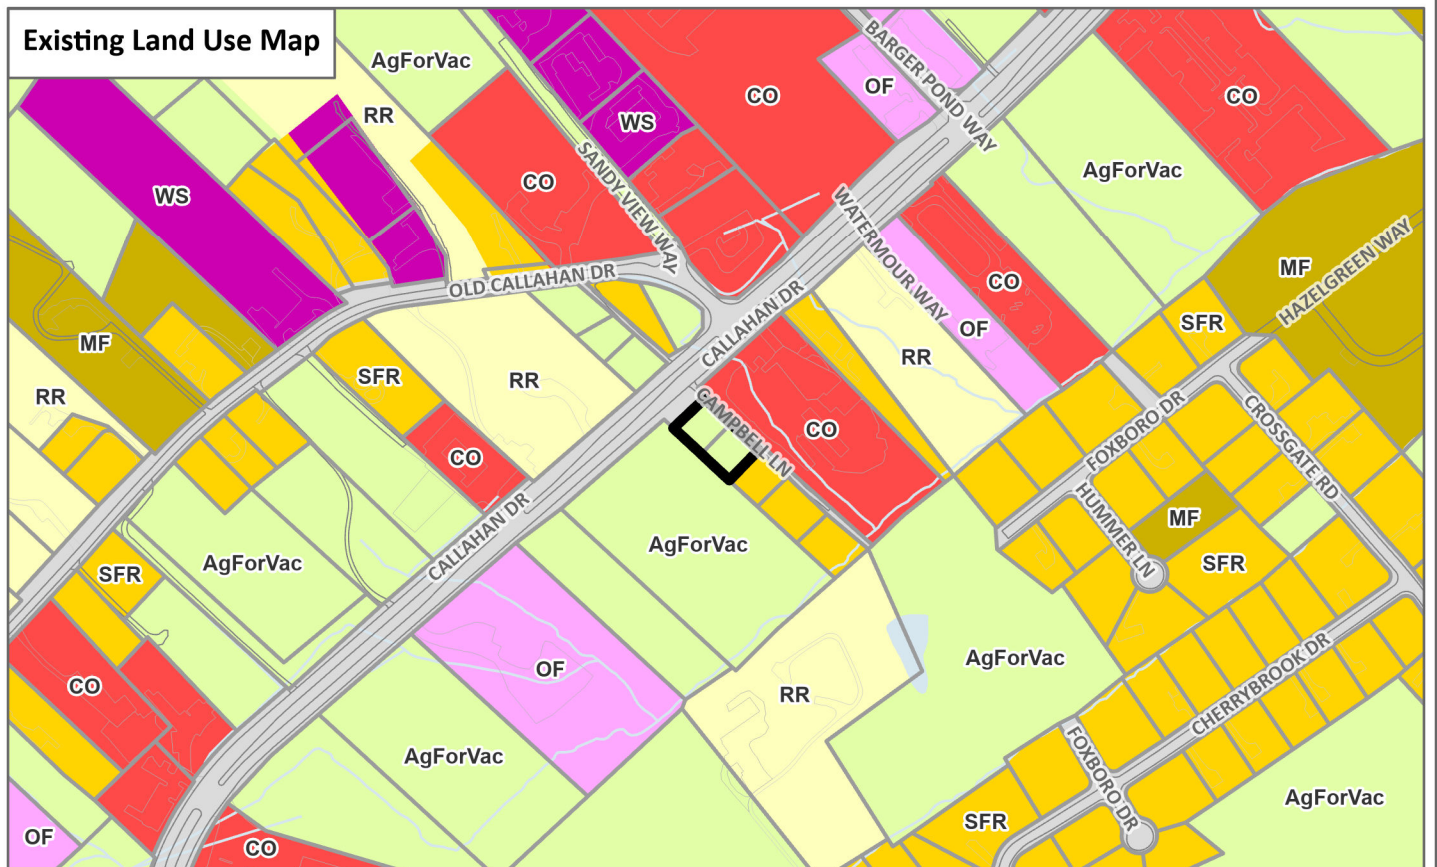 Existing Land Use Map
BARGER POND WAY
AgForVac
OF
CO
CO
RR
WS
SANDY VIEW WAY
AgForVac
CO
WS
WATERMOUR WAY
HAZELGREEN WAY
MF
OLD CALLAHAN DR
CO
CALLAHAN DR
SFR
OF
MF
RR
SFR
RR
RR
CAMPBELL LN
FOXBORO DR
CROSSGATE RD
CO
CO
HUMMER LN
MF
CALLAHAN DR
AgForVac
AgForVac
SFR
SFR
AgForVac
CHERRYBROOK DR
OF
CO
RR
AgForVac
FOXBORO DR
AgForVac
SFR
OF
CO